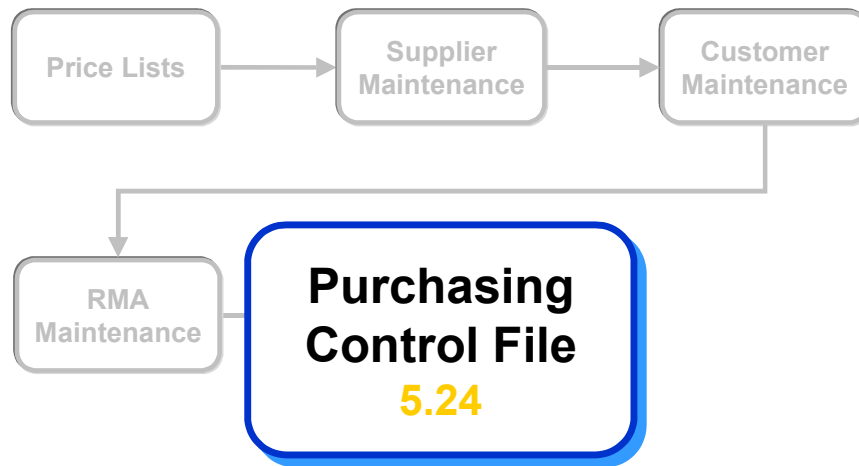 Price Lists
Supplier
Maintenance
Customer
Maintenance
RMA
Maintenance
Purchasing
Control File
5.24